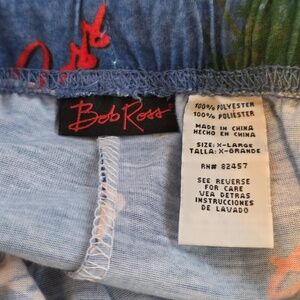 Bob Ross
100% POLYESTER
100% POLIESTER
MADE IN CHINA
HECHO EN CHINA
SIZE: X-LARGE
TALLA: X-GRANDE
RN# 82457
SEE REVERSE
FOR CARE
VEA DETRAS
INSTRUCCIONES
DE LAVADO